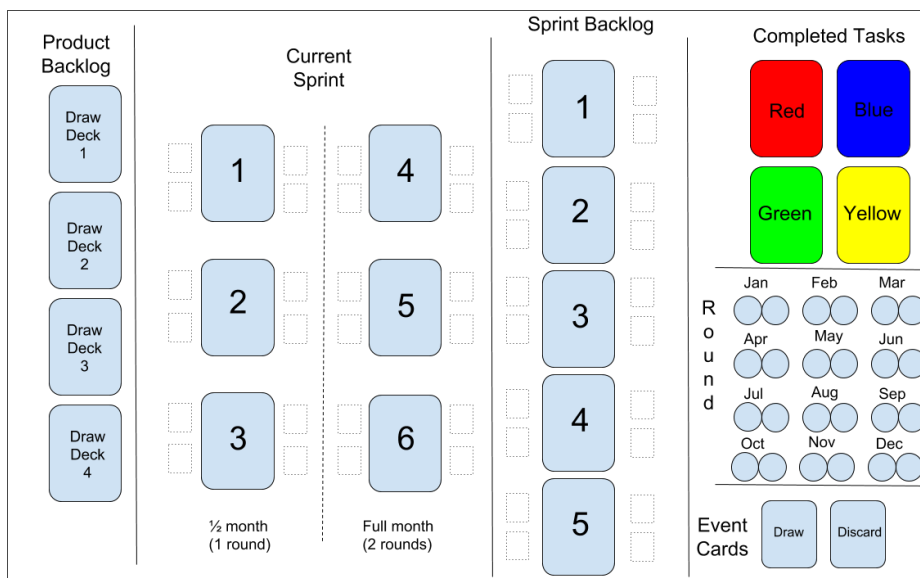 Product
Backlog
Draw
Deck
1
Draw
Deck
2
Draw
Deck
3
Draw
Deck
4
Current
Sprint
1
2
3
½ month
(1 round)
4
5
6
Full month
(2 rounds)
Sprint Backlog
1
2
3
4
5
Completed Tasks
Red
Blue
Green
Yellow
Round
Jan
Feb
Mar
Apr
May
Jun
Jul
Aug
Sep
Oct
Nov
Dec
Event
Cards
Draw
Discard